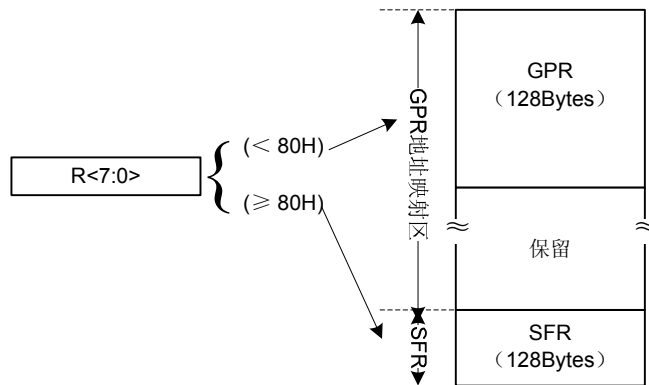 R<7:0>
(< 80H)
(≥ 80H)
GPR地址映射区
SFR
GPR
（128Bytes）
保留
SFR
（128Bytes）